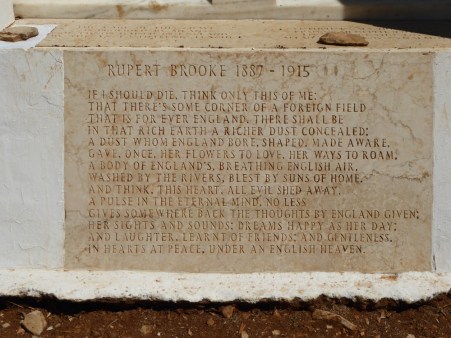 RUPERT BROOKE 1887 - 1915
IF I SHOULD DIE, THINK ONLY THIS OF ME:
THAT THERE'S SOME CORNER OF A FOREIGN FIELD
THAT IS FOR EVER ENGLAND. THERE SHALL BE
IN THAT RICH EARTH A RICHER DUST CONCEALED;
A DUST WHOM ENGLAND BORE, SHAPED, MADE AWARE,
GAVE, ONCE, HER FLOWERS TO LOVE, HER WAYS TO ROAM,
A BODY OF ENGLAND'S, BREATHING ENGLISH AIR,
WASHED BY THE RIVERS, BLEST BY SUNS OF HOME.
AND THINK, THIS HEART, ALL EVIL SHED AWAY,
A PULSE IN THE ETERNAL MIND, NO LESS
GIVES SOMEWHERE BACK THE THOUGHTS BY ENGLAND GIVEN;
HER SIGHTS AND SOUNDS; DREAMS HAPPY AS HER DAY;
AND LAUGHTER, LEARNT OF FRIENDS; AND GENTLENESS,
IN HEARTS AT PEACE, UNDER AN ENGLISH HEAVEN.